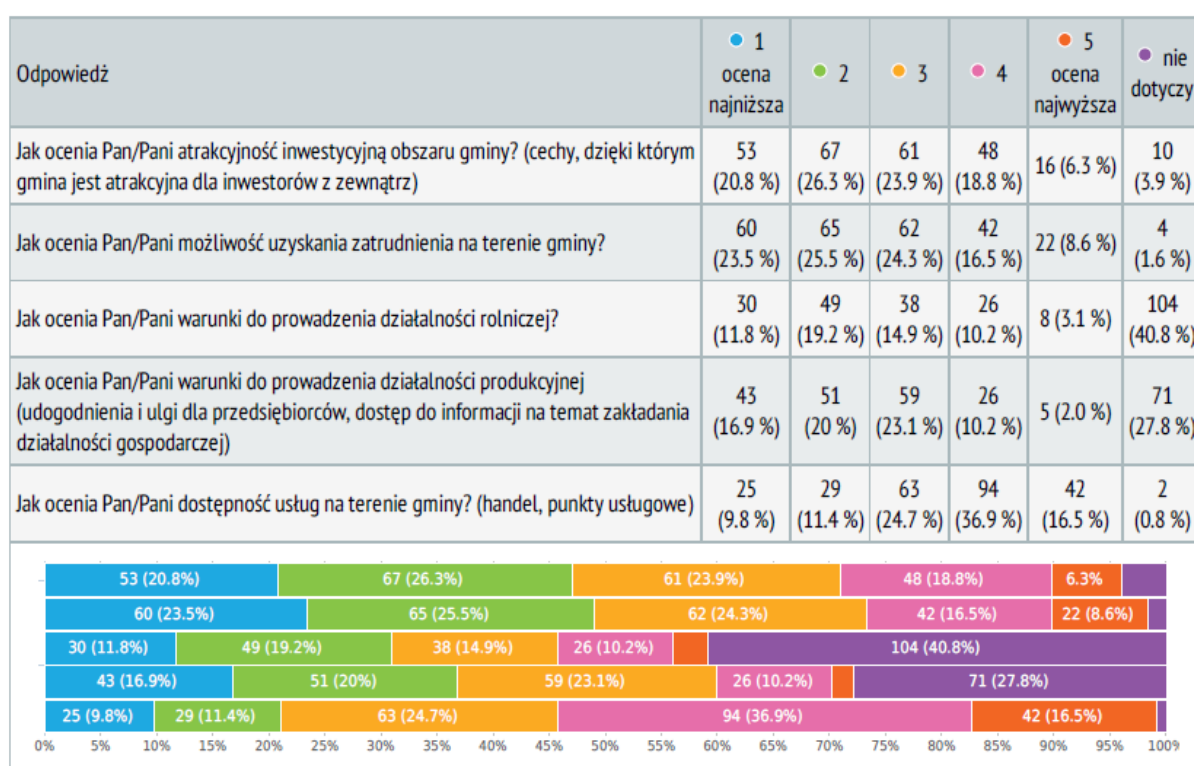 Odpowiedź
1
ocena
najniższa
2
3
4
5
ocena
najwyższa
nie
dotyczy
Jak ocenia Pan/Pani atrakcyjność inwestycyjną obszaru gminy? (cechy, dzięki którym
gmina jest atrakcyjna dla inwestorów z zewnątrz)
53
(20.8 %)
67
(26.3 %)
61
(23.9 %)
48
(18.8 %)
16 (6.3 %)
10
(3.9 %)
Jak ocenia Pan/Pani możliwość uzyskania zatrudnienia na terenie gminy?
60
(23.5 %)
65
(25.5 %)
62
(24.3 %)
42
(16.5 %)
22 (8.6 %)
4
(1.6 %)
Jak ocenia Pan/Pani warunki do prowadzenia działalności rolniczej?
30
(11.8 %)
49
(19.2 %)
38
(14.9 %)
26
(10.2 %)
8 (3.1 %)
104
(40.8 %)
Jak ocenia Pan/Pani warunki do prowadzenia działalności produkcyjnej
(udogodnienia i ulgi dla przedsiębiorców, dostęp do informacji na temat zakładania
działalności gospodarczej)
43
(16.9 %)
51
(20 %)
59
(23.1 %)
26
(10.2 %)
5 (2.0 %)
71
(27.8 %)
Jak ocenia Pan/Pani dostępność usług na terenie gminy? (handel, punkty usługowe)
25
(9.8 %)
29
(11.4 %)
63
(24.7 %)
94
(36.9 %)
42
(16.5 %)
2
(0.8 %)
53 (20.8%) 67 (26.3%) 61 (23.9%) 48 (18.8%) 6.3%
60 (23.5%) 65 (25.5%) 62 (24.3%) 42 (16.5%) 22 (8.6%)
30 (11.8%) 49 (19.2%) 38 (14.9%) 26 (10.2%) 104 (40.8%)
43 (16.9%) 51 (20%) 59 (23.1%) 26 (10.2%) 71 (27.8%)
25 (9.8%) 29 (11.4%) 63 (24.7%) 94 (36.9%) 42 (16.5%)
0% 5% 10% 15% 20% 25% 30% 35% 40% 45% 50% 55% 60% 65% 70% 75% 80% 85% 90% 95% 100%